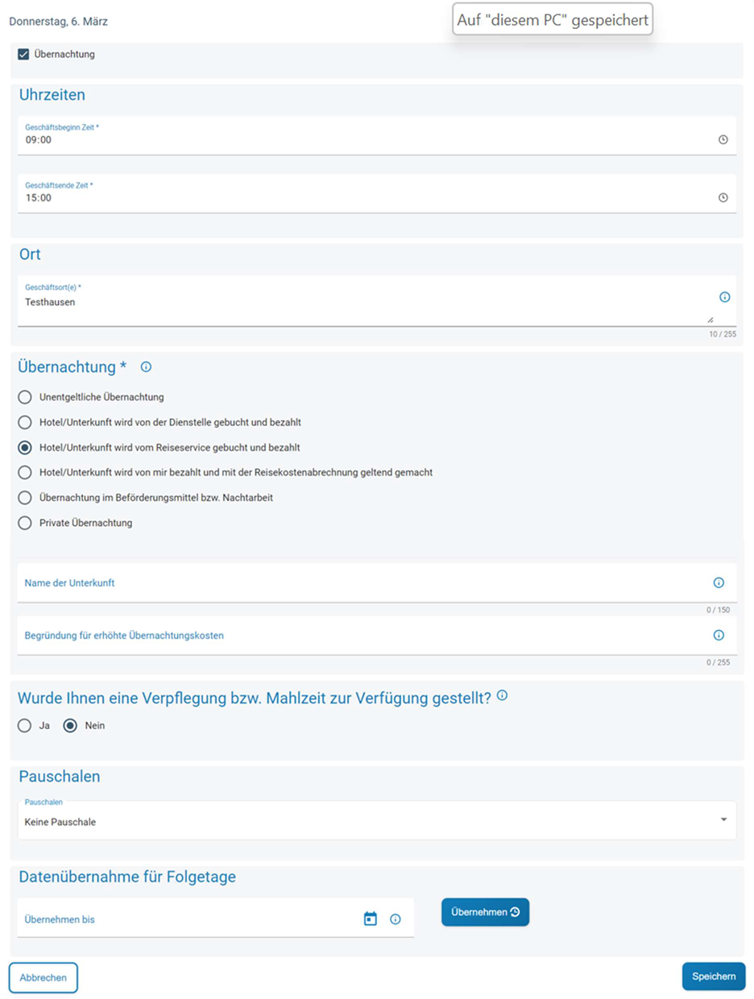 Donnerstag, 6. März
Auf "diesem PC" gespeichert
Übernachtung
Uhrzeiten
Geschäftsbeginn Zeit *
09:00
Geschäftsende Zeit *
15:00
Ort
Geschäftsort(e) *
Testhausen
10 / 255
Übernachtung *
Unentgeltliche Übernachtung
Hotel/Unterkunft wird von der Dienstelle gebucht und bezahlt
Hotel/Unterkunft wird vom Reiseservice gebucht und bezahlt
Hotel/Unterkunft wird von mir bezahlt und mit der Reisekostenabrechnung geltend gemacht
Übernachtung im Beförderungsmittel bzw. Nachtarbeit
Private Übernachtung
Name der Unterkunft
0 / 150
Begründung für erhöhte Übernachtungskosten
0 / 255
Wurde Ihnen eine Verpflegung bzw. Mahlzeit zur Verfügung gestellt?
Ja Nein
Pauschalen
Pauschalen
Keine Pauschale
Datenübernahme für Folgetage
Übernehmen bis
Übernehmen
Abbrechen
Speichern